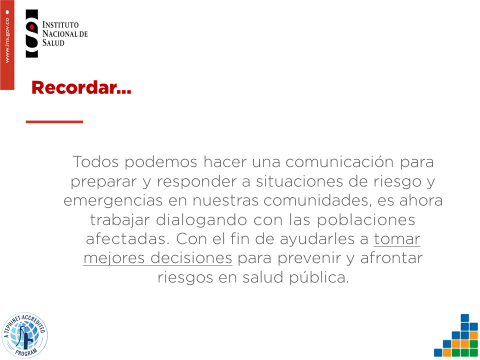 www.ins.gov.co
INSTITUTO
NACIONAL DE
SALUD
Recordar...
Todos podemos hacer una comunicación para
preparar y responder a situaciones de riesgo y
emergencias en nuestras comunidades, es ahora
trabajar dialogando con las poblaciones
afectadas. Con el fin de ayudarles a tomar
mejores decisiones para prevenir y afrontar
riesgos en salud pública.
A TEPHINET ACCREDITED
PROGRAM